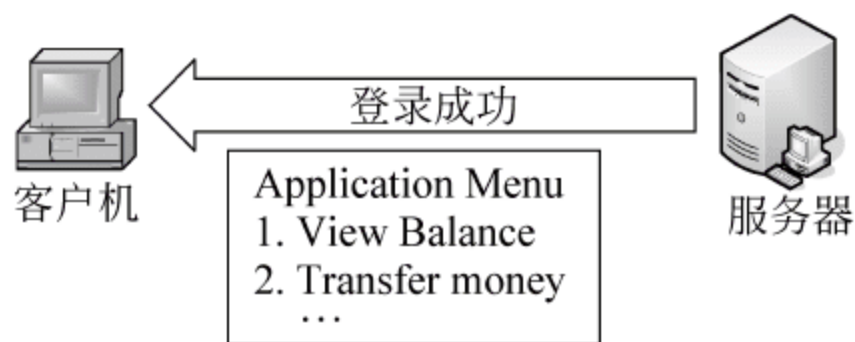 登录成功
客户机
服务器
Application Menu
1. View Balance
2. Transfer money
…